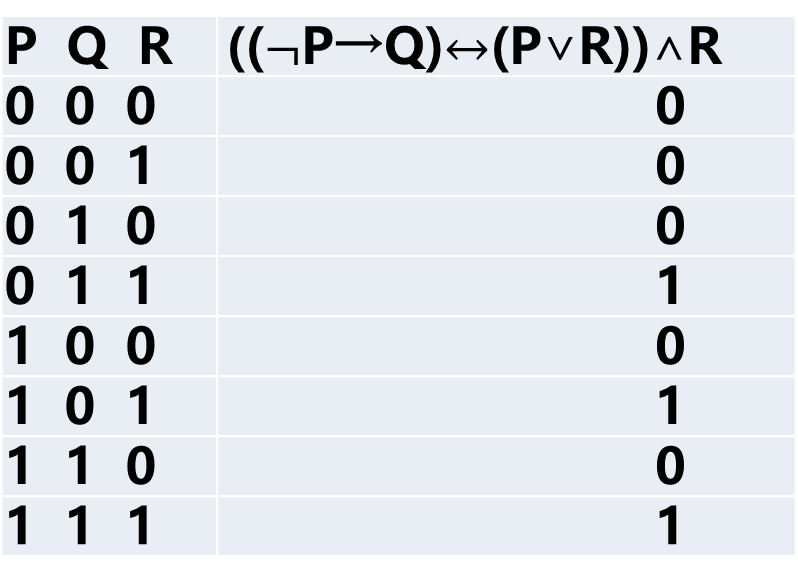 P Q R ((¬P→Q)↔(P∨R))∧R
0 0 0 0
0 0 1 0
0 1 0 0
0 1 1 1
1 0 0 0
1 0 1 1
1 1 0 0
1 1 1 1